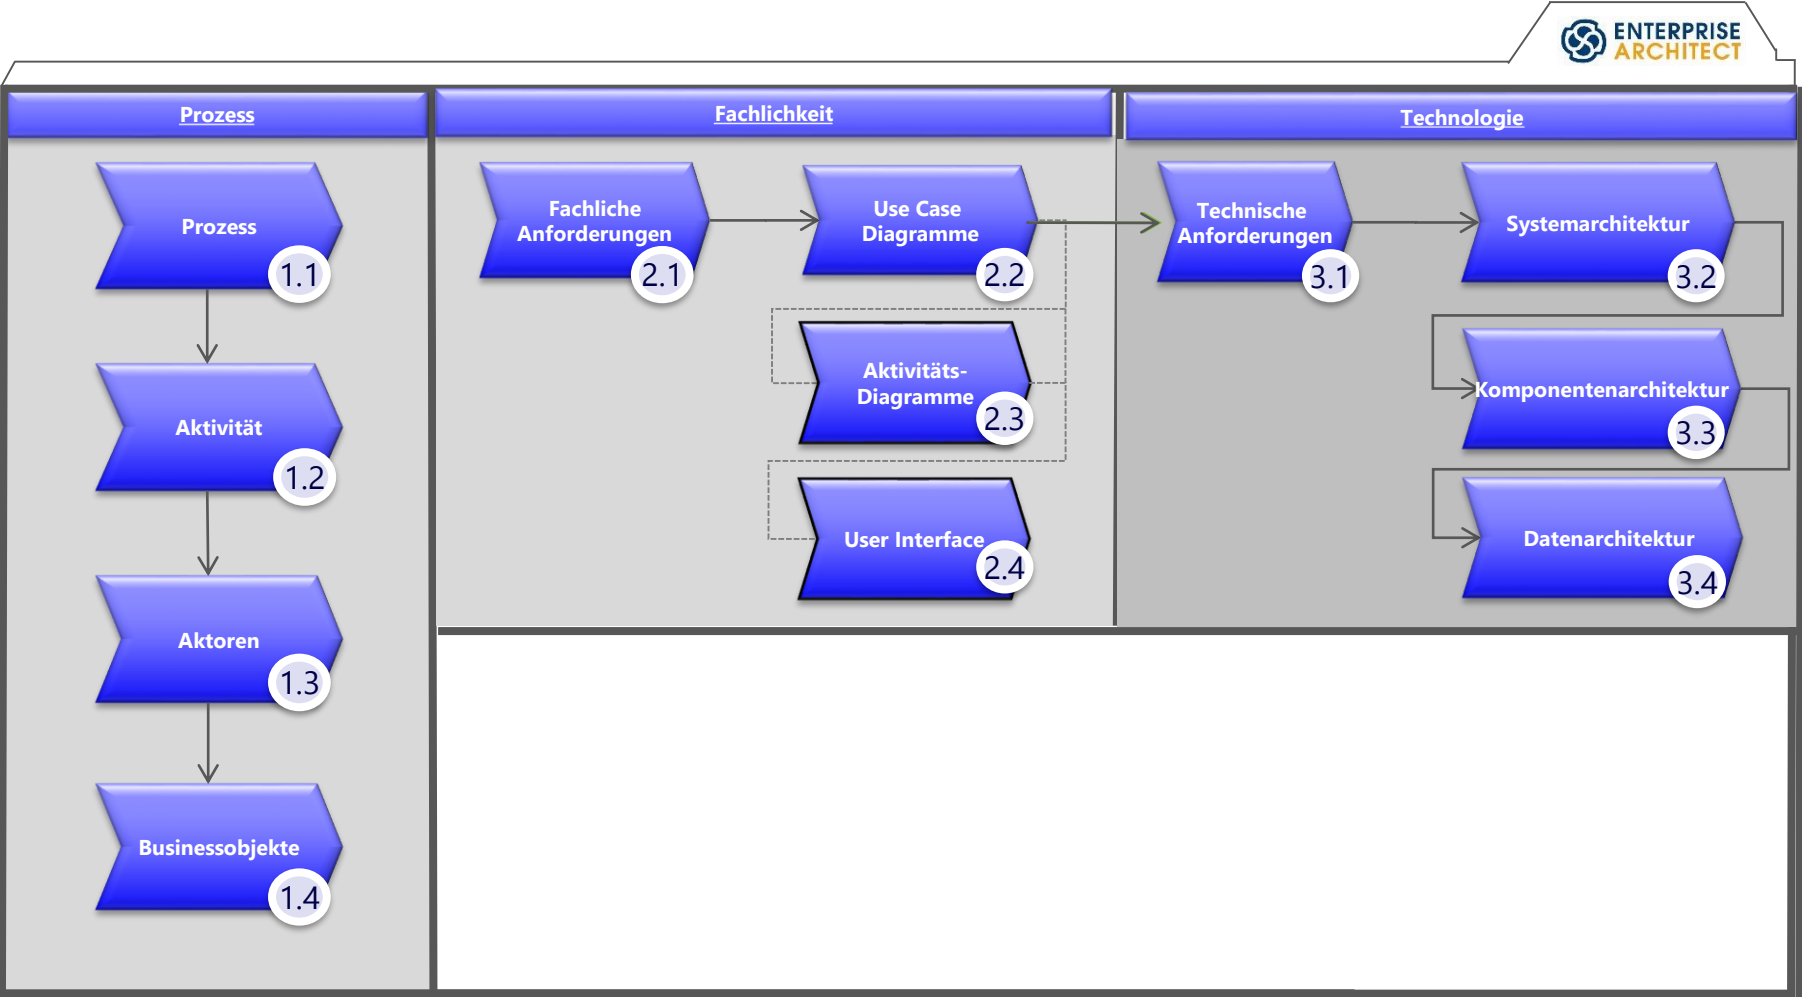 ENTERPRISE
ARCHITECT
Prozess
Fachlichkeit
Technologie
Prozess
1.1
Aktivität
1.2
Aktoren
1.3
Businessobjekte
1.4
Fachliche
Anforderungen
2.1
Use Case
Diagramme
2.2
Aktivitäts-
Diagramme
2.3
User Interface
2.4
Technische
Anforderungen
3.1
Systemarchitektur
3.2
Komponentenarchitektur
3.3
Datenarchitektur
3.4